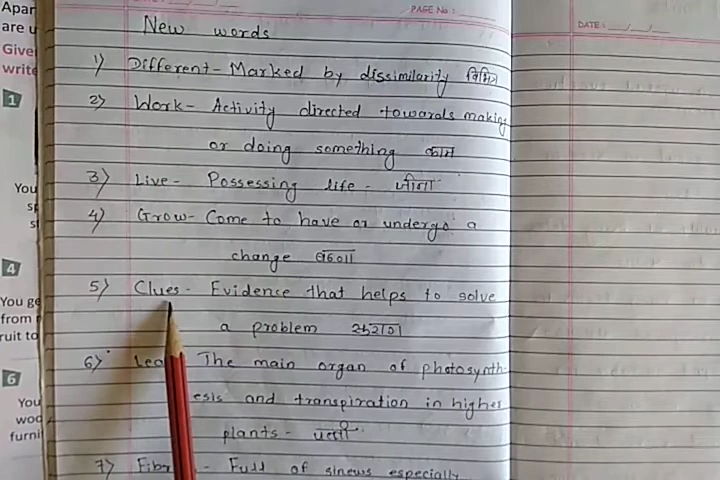 Apar
are u
Give
write
1
You
4
You ge
from
ruit to
6
You
woo
furni
PAGE No :
DATE :
New words
1) Different - Marked by dissimilarity विभिन्न
2) Work - Activity directed towards making
or doing something काम
3) Live - Possessing life - जीना
4) Grow - Come to have or undergo a
change बढना
5) Clues - Evidence that helps to solve
a problem
6) Lea The main organ of photosynth-
esis and transpiration in higher
plants - पत्ती
7) Fib - Full of sinews especially